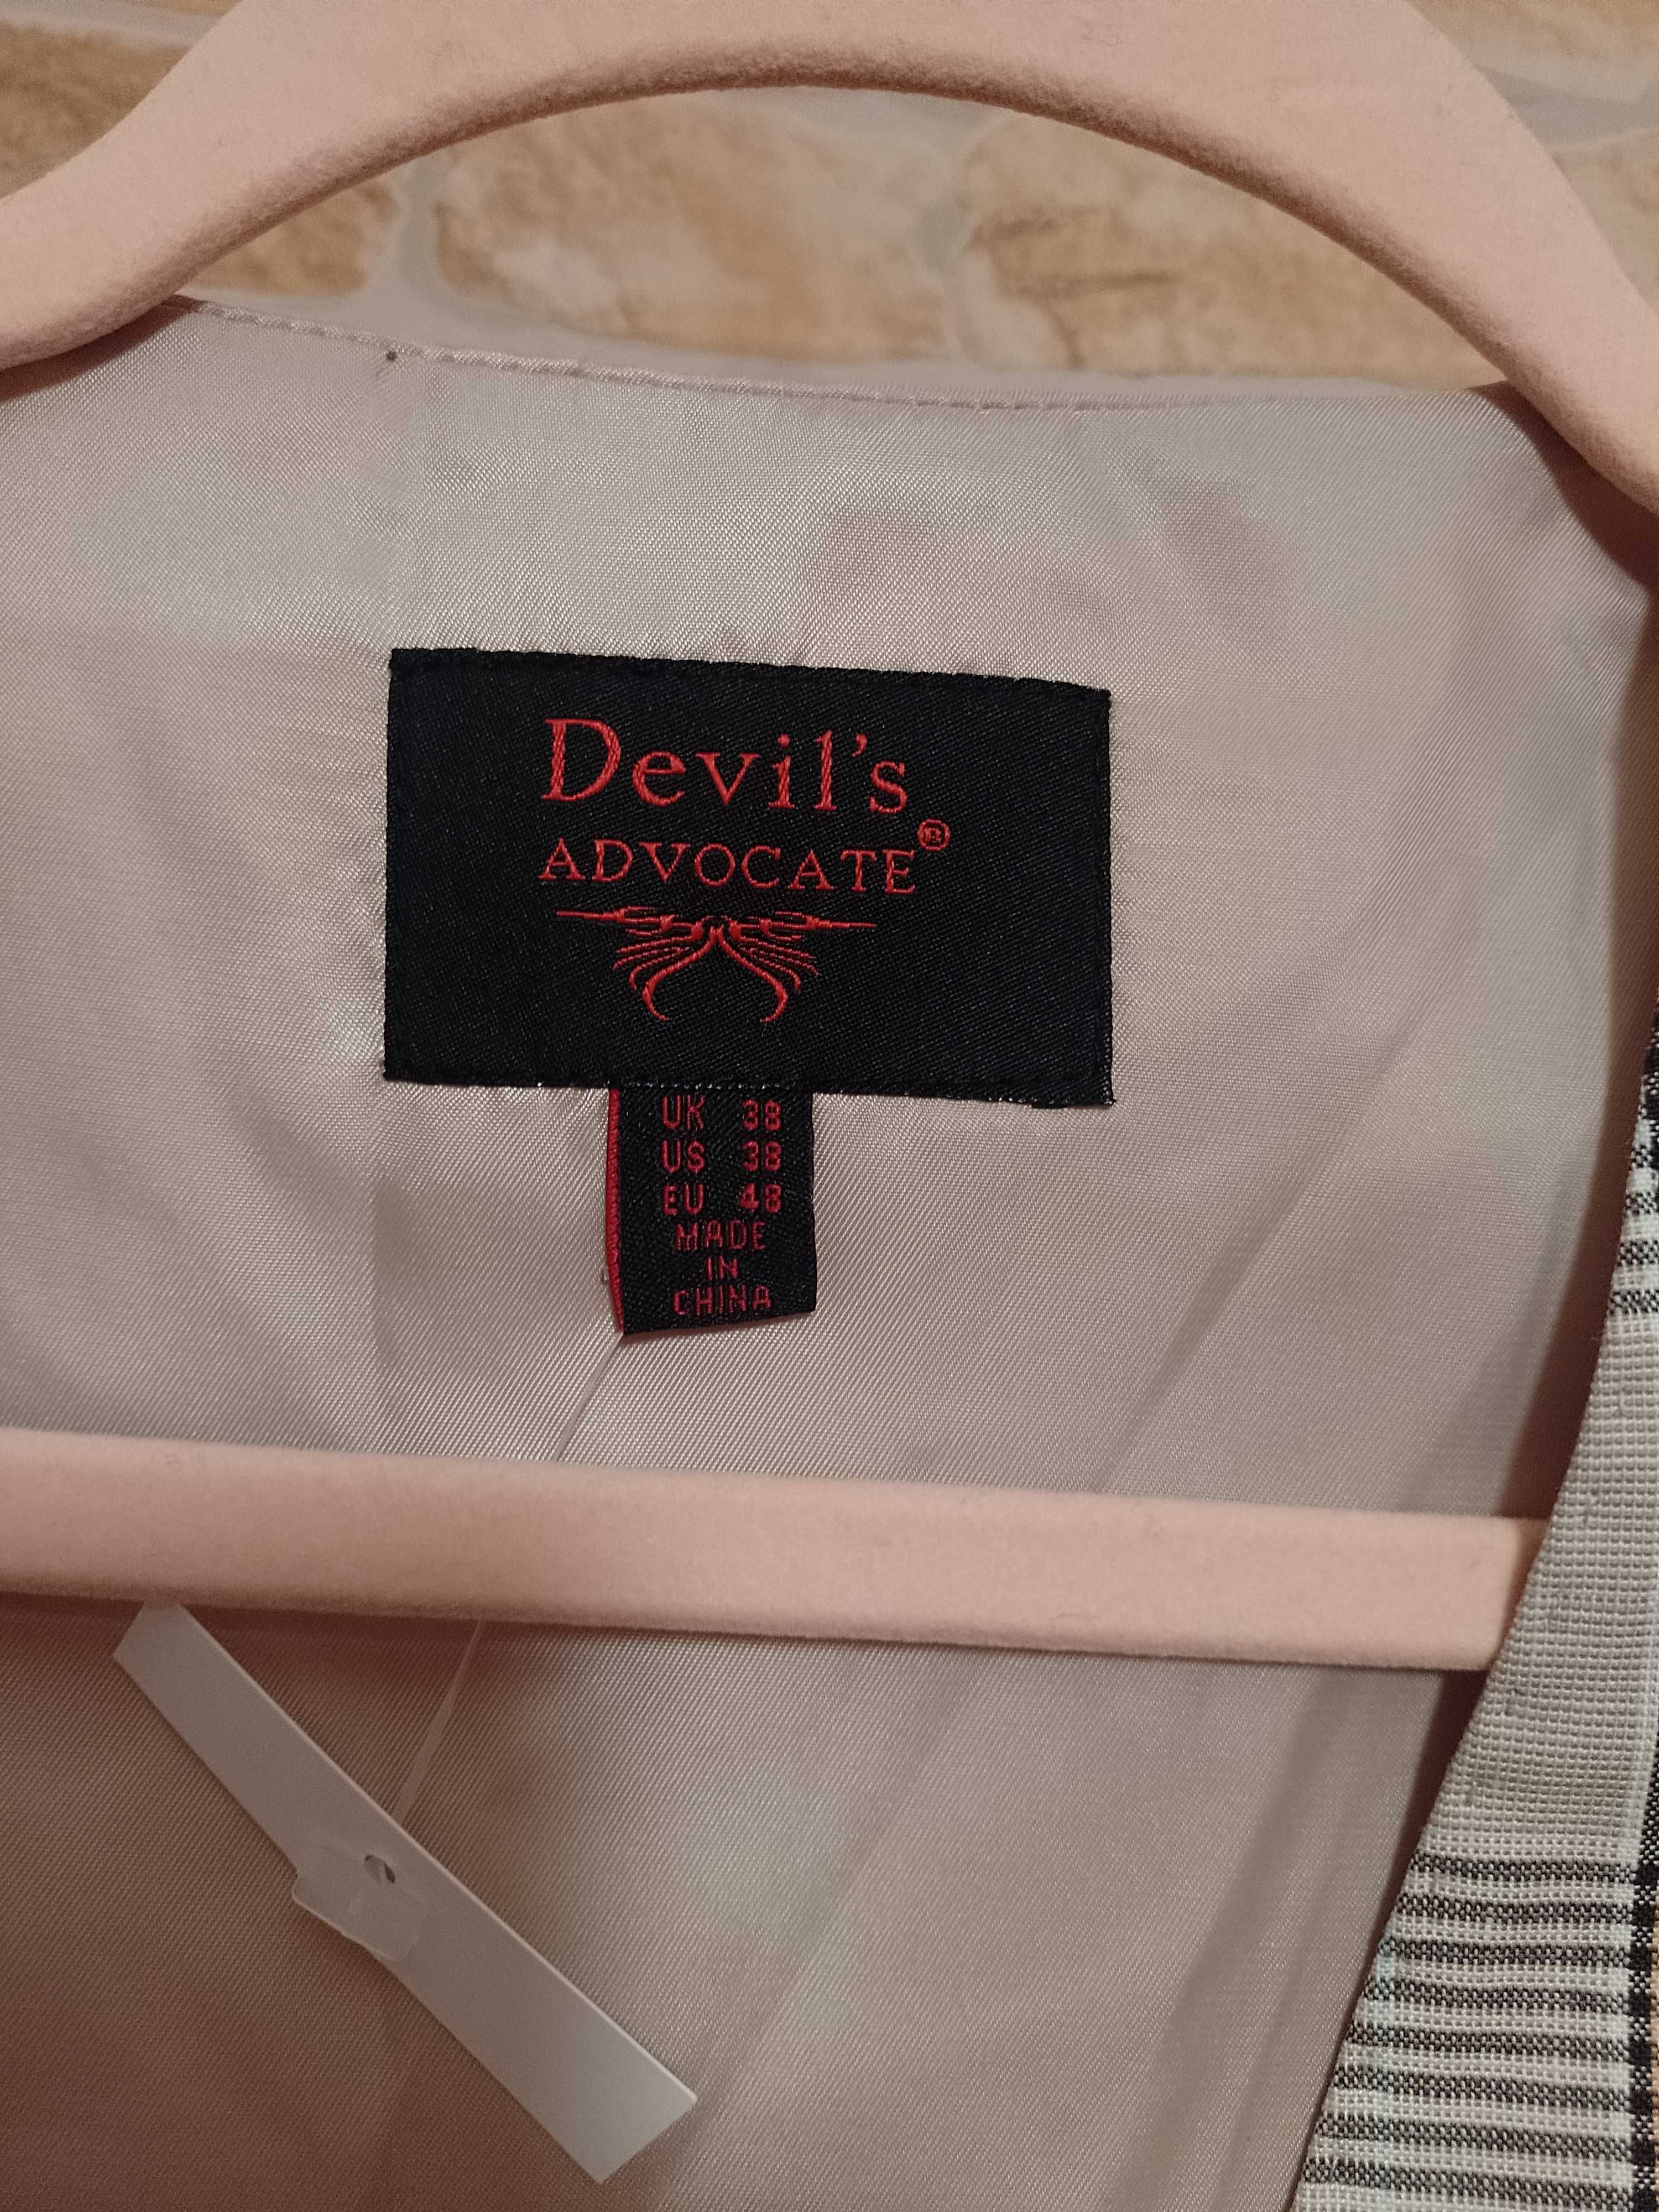 Devil's
ADVOCATE®
UK 38
US 38
EU 48
MADE
IN
CHINA